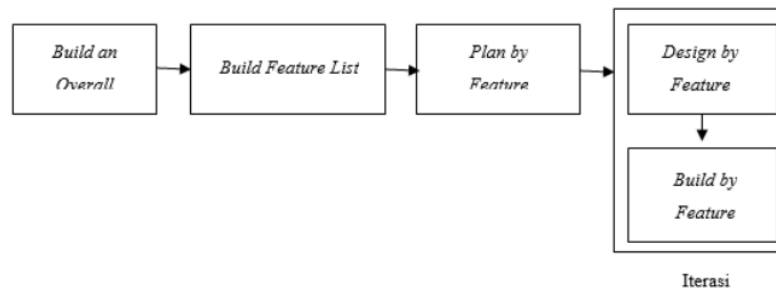 Build an
Overall
Build Feature List
Plan by
Feature
Design by
Feature
Build by
Feature
Iterasi